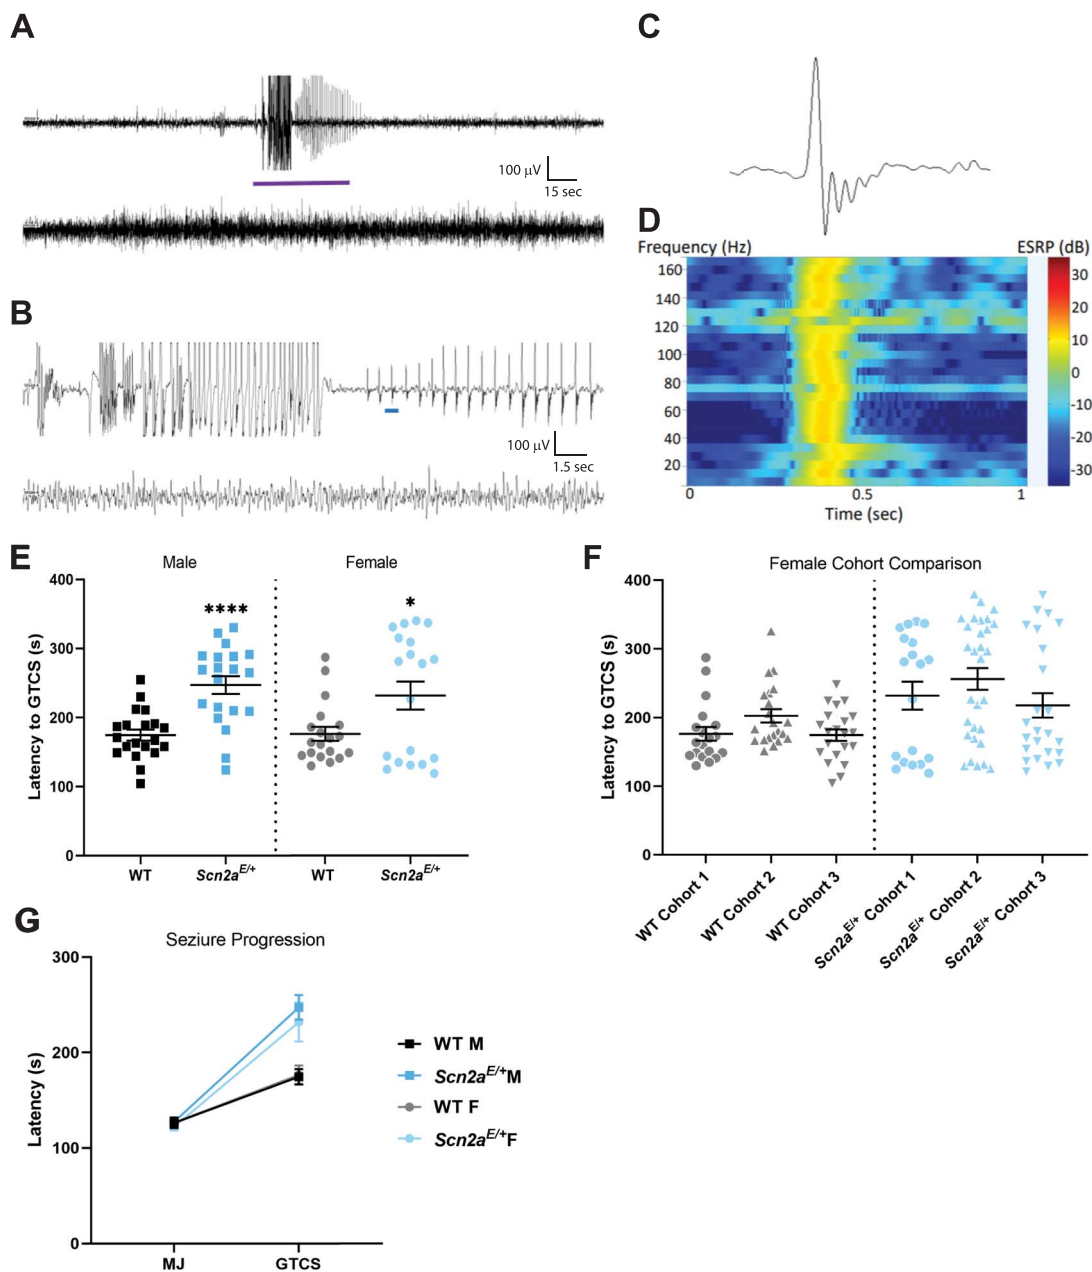 A
100 µV
15 sec
B
100 µV
1.5 sec
C
D
Frequency (Hz)
ESRP (dB)
160
140
120
100
80
60
40
20
30
20
10
0
-10
-20
-30
0
0.5
1
Time (sec)
E
Male
Female
400
300
200
100
0
Latency to GTCS (s)
****
*
WT
Scn2aE/+
WT
Scn2aE/+
F
Female Cohort Comparison
400
300
200
100
0
Latency to GTCS (s)
WT Cohort 1
WT Cohort 2
WT Cohort 3
Scn2aE/+ Cohort 1
Scn2aE/+ Cohort 2
Scn2aE/+ Cohort 3
G
Seziure Progression
300
200
100
0
Latency (s)
MJ
GTCS
WT M
Scn2aE/+M
WT F
Scn2aE/+F